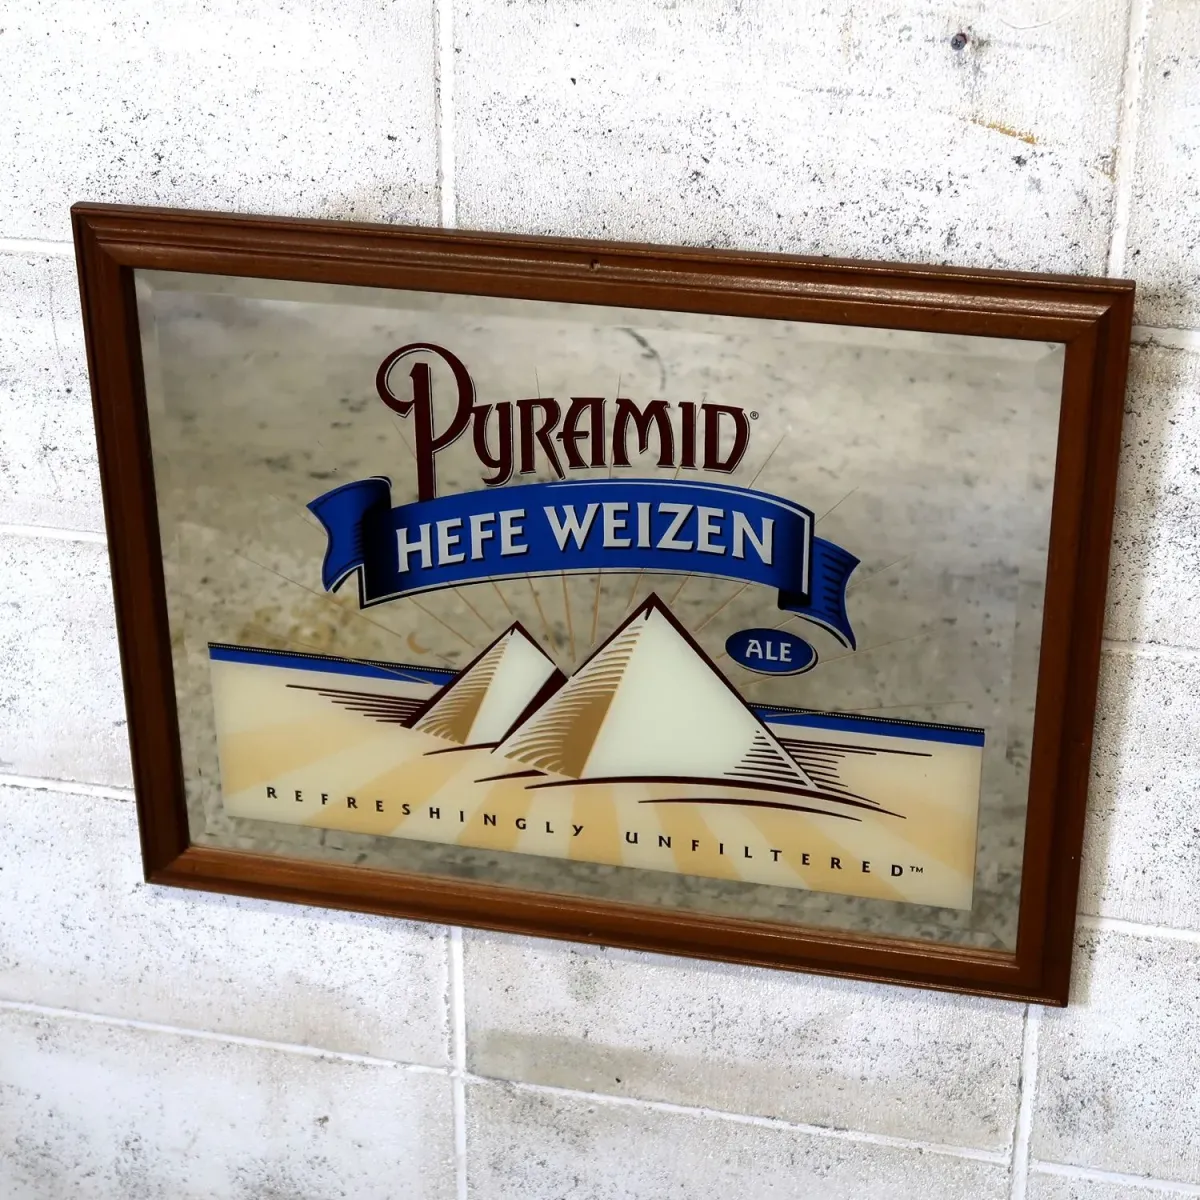 PYRAMID®
HEFE WEIZEN
ALE
REFRESHINGLY UNFILTERED™